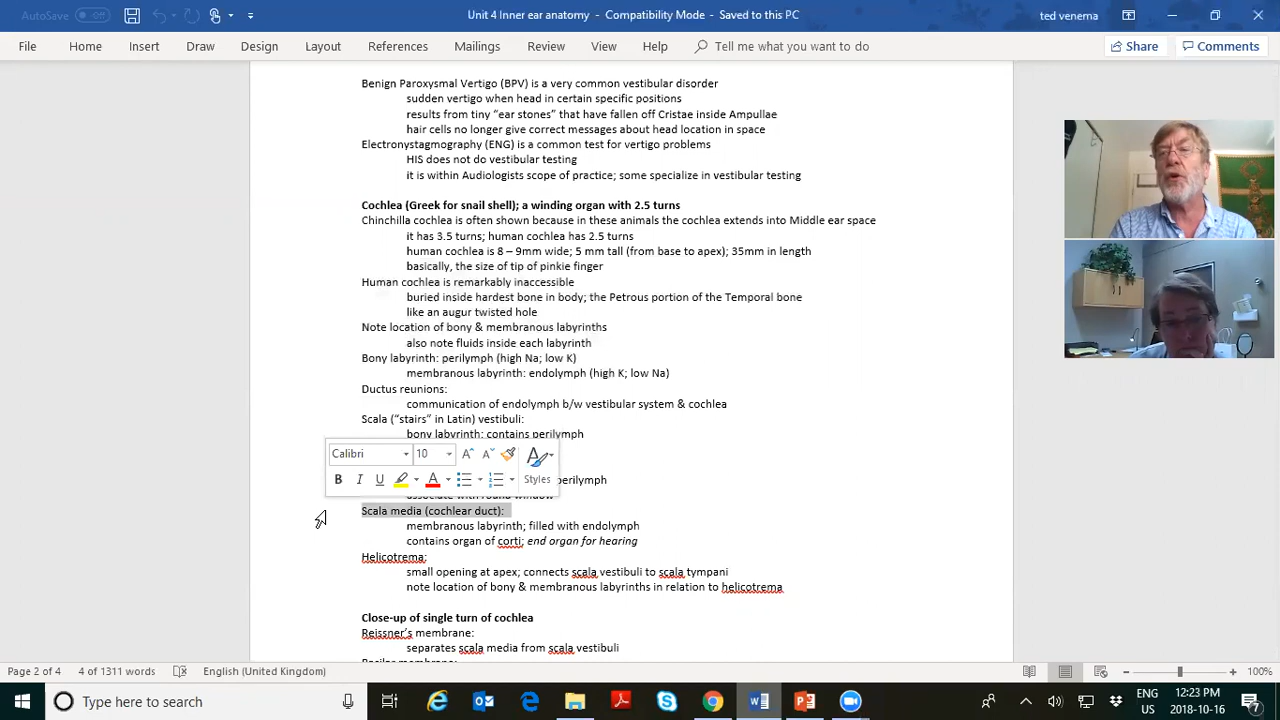 AutoSave Off
Unit 4 Inner ear anatomy - Compatibility Mode - Saved to this PC
ted venema
File Home Insert Draw Design Layout References Mailings Review View Help Tell me what you want to do Share Comments
Benign Paroxysmal Vertigo (BPV) is a very common vestibular disorder
sudden vertigo when head in certain specific positions
results from tiny “ear stones” that have fallen off Cristae inside Ampullae
hair cells no longer give correct messages about head location in space
Electronystagmography (ENG) is a common test for vertigo problems
HIS does not do vestibular testing
it is within Audiologists scope of practice; some specialize in vestibular testing
Cochlea (Greek for snail shell); a winding organ with 2.5 turns
Chinchilla cochlea is often shown because in these animals the cochlea extends into Middle ear space
it has 3.5 turns; human cochlea has 2.5 turns
human cochlea is 8 – 9mm wide; 5 mm tall (from base to apex); 35mm in length
basically, the size of tip of pinkie finger
Human cochlea is remarkably inaccessible
buried inside hardest bone in body; the Petrous portion of the Temporal bone
like an augur twisted hole
Note location of bony & membranous labyrinths
also note fluids inside each labyrinth
Bony labyrinth: perilymph (high Na; low K)
membranous labyrinth: endolymph (high K; low Na)
Ductus reunions:
communication of endolymph b/w vestibular system & cochlea
Scala (“stairs” in Latin) vestibuli:
bony labyrinth: contains perilymph
Calibri 10
perilymph
B I U A Styles
associate with round window
Scala media (cochlear duct):
membranous labyrinth; filled with endolymph
contains organ of corti; end organ for hearing
Helicotrema:
small opening at apex; connects scala vestibuli to scala tympani
note location of bony & membranous labyrinths in relation to helicotrema
Close-up of single turn of cochlea
Reissner’s membrane:
separates scala media from scala vestibuli
Basilar membrane:
Page 2 of 4 4 of 1311 words English (United Kingdom) 100%
Type here to search
ENG 12:23 PM
US 2018-10-16
7